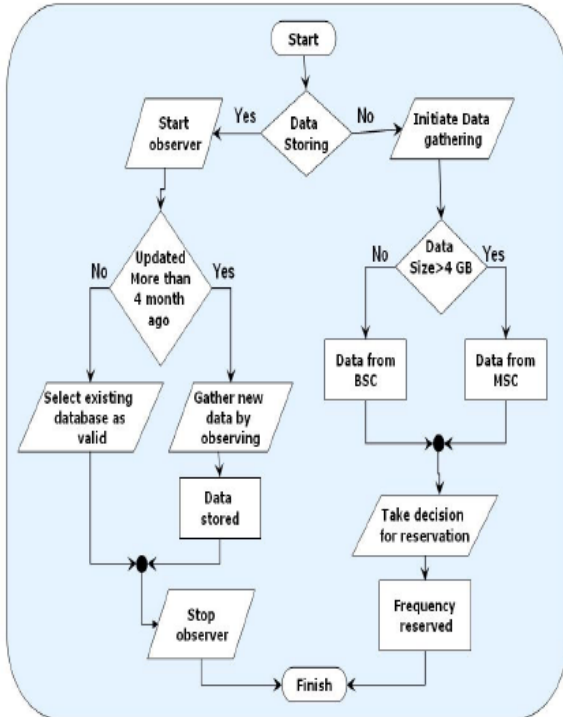 Start
Yes
No
Start
observer
Data
Storing
Initiate Data
gathering
No
Updated
More than
4 month
ago
Yes
No
Data
Size>4 GB
Yes
Data from
BSC
Data from
MSC
Select existing
database as
valid
Gather new
data by
observing
Data
stored
Take decision
for reservation
Stop
observer
Frequency
reserved
Finish